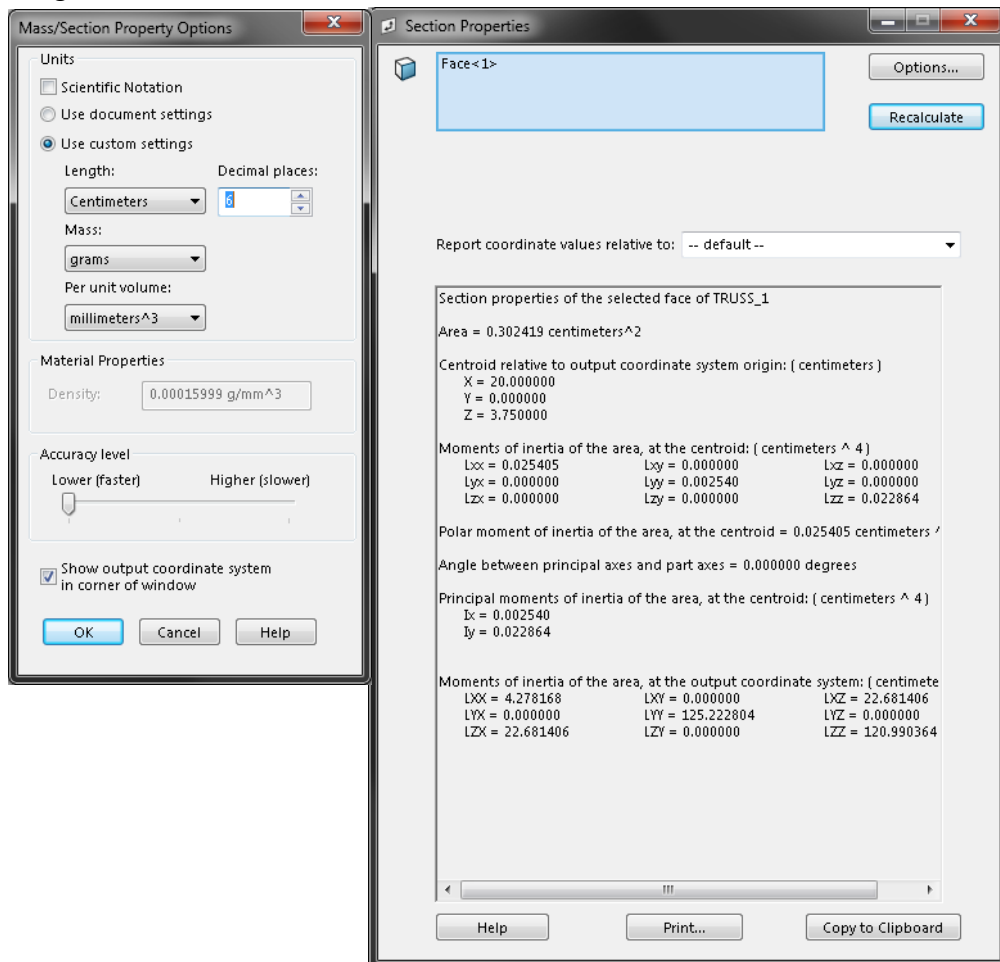 Mass/Section Property Options
Units
Scientific Notation
Use document settings
Use custom settings
Length: Decimal places:
Centimeters 6
Mass:
grams
Per unit volume:
millimeters^3
Material Properties
Density: 0.00015999 g/mm^3
Accuracy level
Lower (faster) Higher (slower)
Show output coordinate system
in corner of window
OK Cancel Help
Section Properties
Face<1>
Options...
Recalculate
Report coordinate values relative to: -- default --
Section properties of the selected face of TRUSS_1
Area = 0.302419 centimeters^2
Centroid relative to output coordinate system origin: ( centimeters )
X = 20.000000
Y = 0.000000
Z = 3.750000
Moments of inertia of the area, at the centroid: ( centimeters ^ 4 )
Lxx = 0.025405 Lxy = 0.000000 Lxz = 0.000000
Lyx = 0.000000 Lyy = 0.002540 Lyz = 0.000000
Lzx = 0.000000 Lzy = 0.000000 Lzz = 0.022864
Polar moment of inertia of the area, at the centroid = 0.025405 centimeters ^
Angle between principal axes and part axes = 0.000000 degrees
Principal moments of inertia of the area, at the centroid: ( centimeters ^ 4 )
Ix = 0.002540
Iy = 0.022864
Moments of inertia of the area, at the output coordinate system: ( centimete
LXX = 4.278168 LXY = 0.000000 LXZ = 22.681406
LYX = 0.000000 LYY = 125.222804 LYZ = 0.000000
LZX = 22.681406 LZY = 0.000000 LZZ = 120.990364
Help Print... Copy to Clipboard